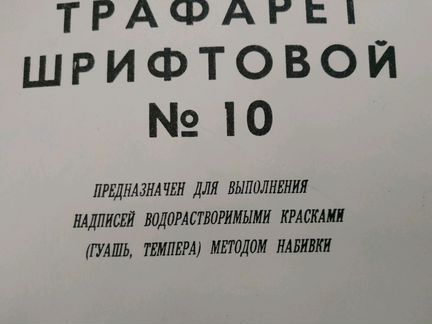 ТРАФАРЕТ
ШРИФТОВОЙ
№ 10
ПРЕДНАЗНАЧЕН ДЛЯ ВЫПОЛНЕНИЯ
НАДПИСЕЙ ВОДОРАСТВОРИМЫМИ КРАСКАМИ
(ГУАШЬ, ТЕМПЕРА) МЕТОДОМ НАБИВКИ